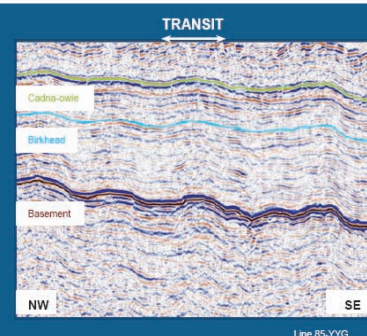 TRANSIT
Cadna-owie
Birkhead
Basement
NW SE
Line 85-YYG